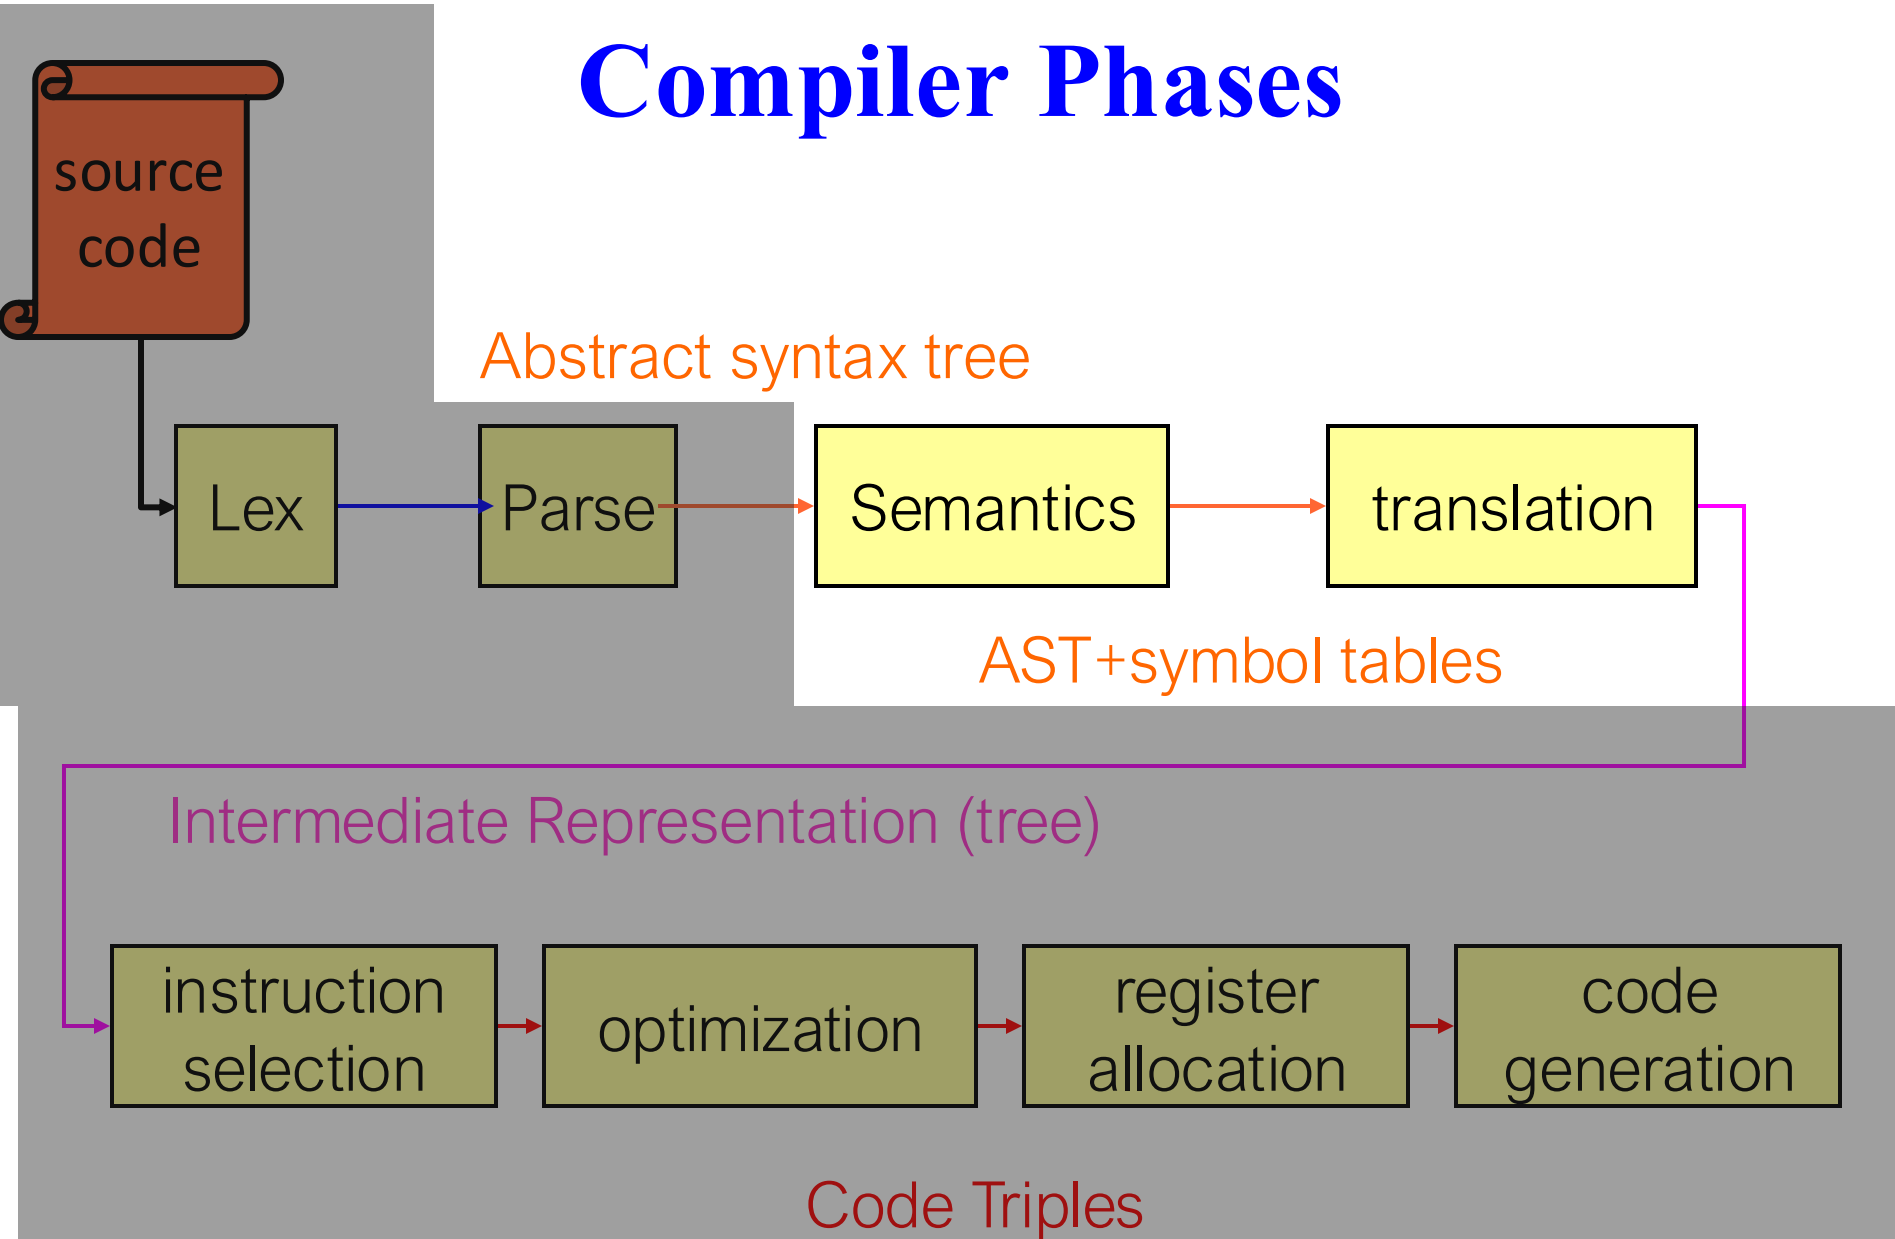 Compiler Phases
source
code
Abstract syntax tree
Lex
Parse
Semantics
translation
AST+symbol tables
Intermediate Representation (tree)
instruction
selection
optimization
register
allocation
code
generation
Code Triples